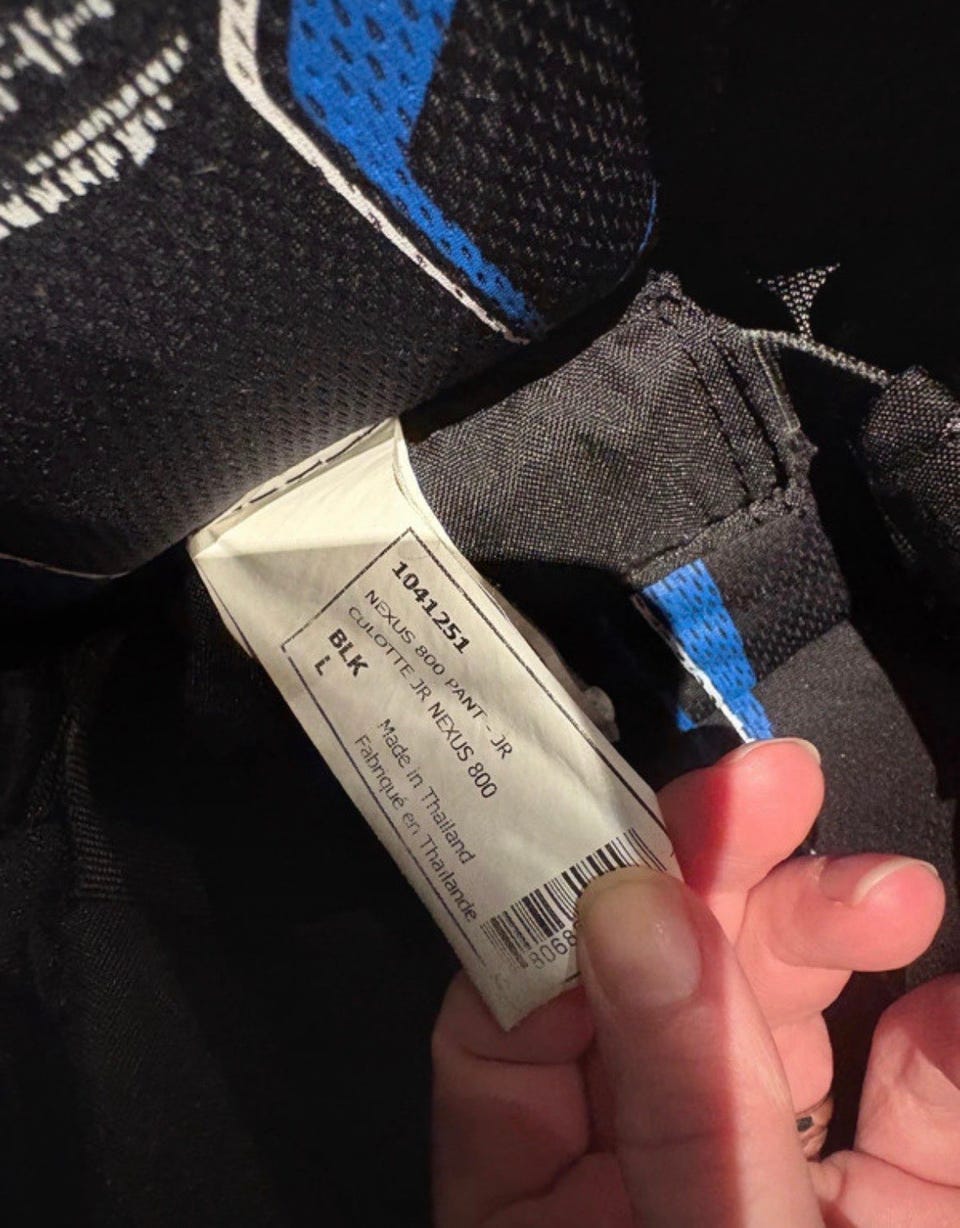 1041251
NEXUS 800 PANT - JR
CULOTTE JR NEXUS 800
BLK
L
Made in Thailand
Fabriqué en Thaïlande